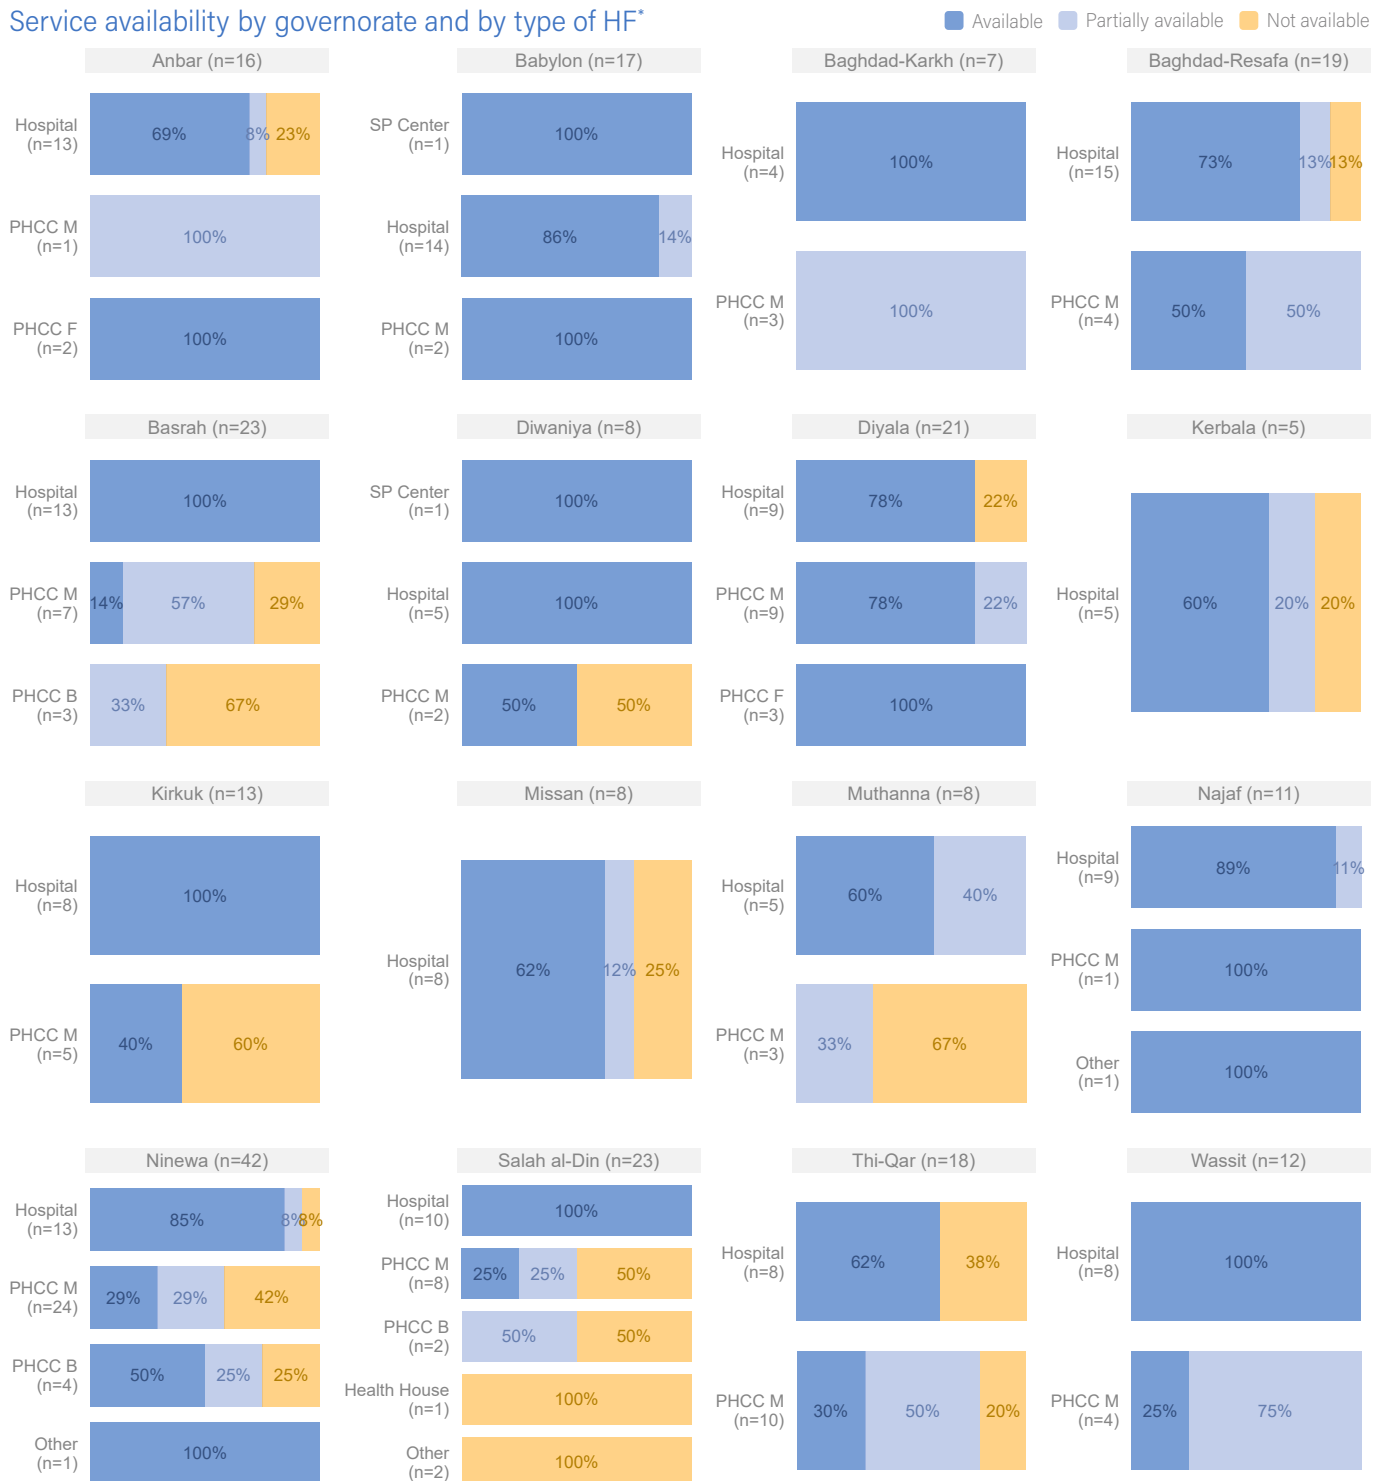 Service availability by governorate and by type of HF*
Available
Partially available
Not available
Anbar (n=16)
Hospital
(n=13)
69%
8%
23%
PHCC M
(n=1)
100%
PHCC F
(n=2)
100%
Babylon (n=17)
SP Center
(n=1)
100%
Hospital
(n=14)
86%
14%
PHCC M
(n=2)
100%
Baghdad-Karkh (n=7)
Hospital
(n=4)
100%
PHCC M
(n=3)
100%
Baghdad-Resafa (n=19)
Hospital
(n=15)
73%
13%
13%
PHCC M
(n=4)
50%
50%
Basrah (n=23)
Hospital
(n=13)
100%
PHCC M
(n=7)
14%
57%
29%
PHCC B
(n=3)
33%
67%
Diwaniya (n=8)
SP Center
(n=1)
100%
Hospital
(n=5)
100%
PHCC M
(n=2)
50%
50%
Diyala (n=21)
Hospital
(n=9)
78%
22%
PHCC M
(n=9)
78%
22%
PHCC F
(n=3)
100%
Kerbala (n=5)
Hospital
(n=5)
60%
20%
20%
Kirkuk (n=13)
Hospital
(n=8)
100%
PHCC M
(n=5)
40%
60%
Missan (n=8)
Hospital
(n=8)
62%
12%
25%
Muthanna (n=8)
Hospital
(n=5)
60%
40%
PHCC M
(n=3)
33%
67%
Najaf (n=11)
Hospital
(n=9)
89%
11%
PHCC M
(n=1)
100%
Other
(n=1)
100%
Ninewa (n=42)
Hospital
(n=13)
85%
8%
8%
PHCC M
(n=24)
29%
29%
42%
PHCC B
(n=4)
50%
25%
25%
Other
(n=1)
100%
Salah al-Din (n=23)
Hospital
(n=10)
100%
PHCC M
(n=8)
25%
25%
50%
PHCC B
(n=2)
50%
50%
Health House
(n=1)
100%
Other
(n=2)
100%
Thi-Qar (n=18)
Hospital
(n=8)
62%
38%
PHCC M
(n=10)
30%
50%
20%
Wassit (n=12)
Hospital
(n=8)
100%
PHCC M
(n=4)
25%
75%